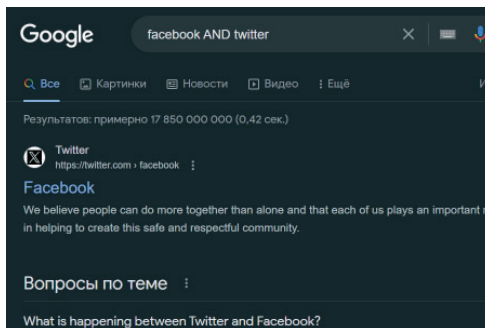 Google
facebook AND twitter
Все Картинки Новости Видео Ещё
Результатов: примерно 17 850 000 000 (0,42 сек.)
Twitter
https://twitter.com › facebook
Facebook
We believe people can do more together than alone and that each of us plays an important
in helping to create this safe and respectful community.
Вопросы по теме
What is happening between Twitter and Facebook?